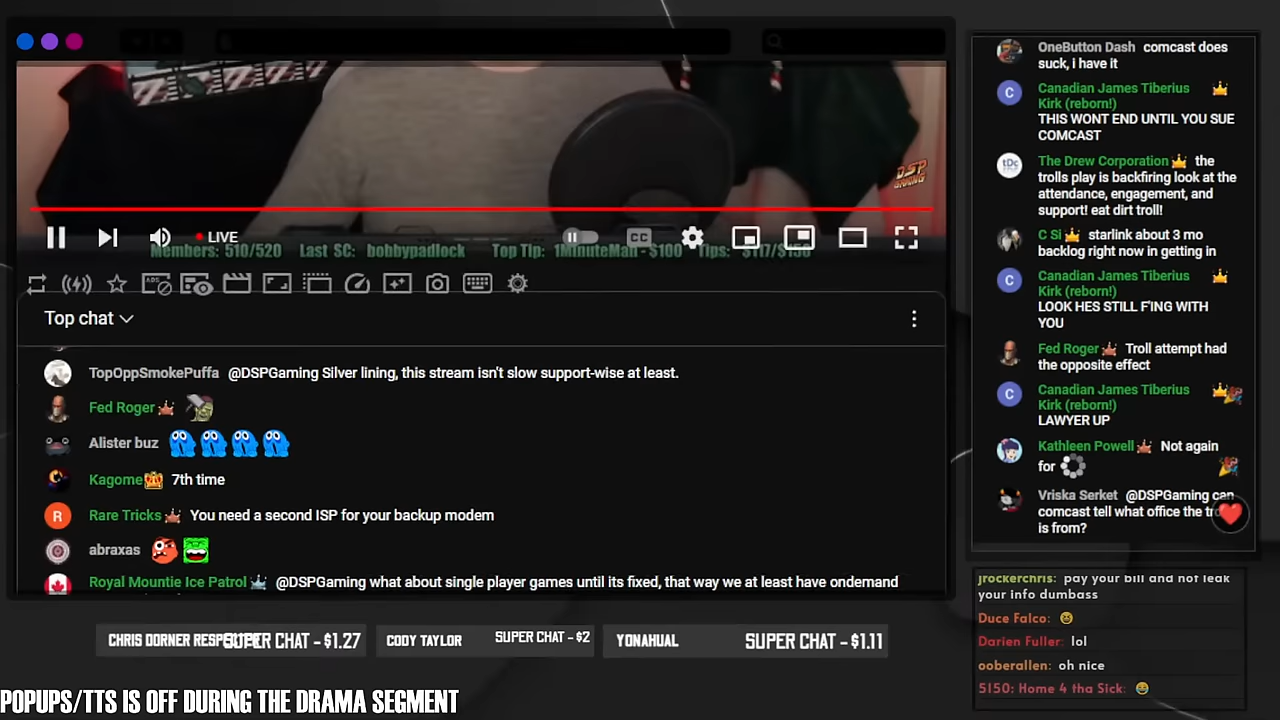 DSP
GAMING
LIVE
CC
Members: 510/520 Last SC: bobbypadlock Top Tip: 1MinuteMan - $100 Tips: $117/$150
ADS
Top chat
TopOppSmokePuffa @DSPGaming Silver lining, this stream isn't slow support-wise at least.
Fed Roger
Alister buz
Kagome 7th time
R Rare Tricks You need a second ISP for your backup modem
abraxas
Royal Mountie Ice Patrol @DSPGaming what about single player games until its fixed, that way we at least have ondemand
OneButton Dash comcast does
suck, i have it
C Canadian James Tiberius
Kirk (reborn!)
THIS WONT END UNTIL YOU SUE
COMCAST
tDc The Drew Corporation the
trolls play is backfiring look at the
attendance, engagement, and
support! eat dirt troll!
C Si starlink about 3 mo
backlog right now in getting in
C Canadian James Tiberius
Kirk (reborn!)
LOOK HES STILL F'ING WITH
YOU
Fed Roger Troll attempt had
the opposite effect
C Canadian James Tiberius
Kirk (reborn!)
LAWYER UP
Kathleen Powell Not again
for
Vriska Serket @DSPGaming can
comcast tell what office the
is from?
jrockerchris: pay your bill and not leak
your info dumbass
Duce Falco:
Darien Fuller: lol
ooberallen: oh nice
5150: Home 4 tha Sick:
CHRIS DORNER SUPER CHAT - $1.27
CODY TAYLOR SUPER CHAT - $2
YONAHUAL SUPER CHAT - $1.11
POPUPS/TTS IS OFF DURING THE DRAMA SEGMENT